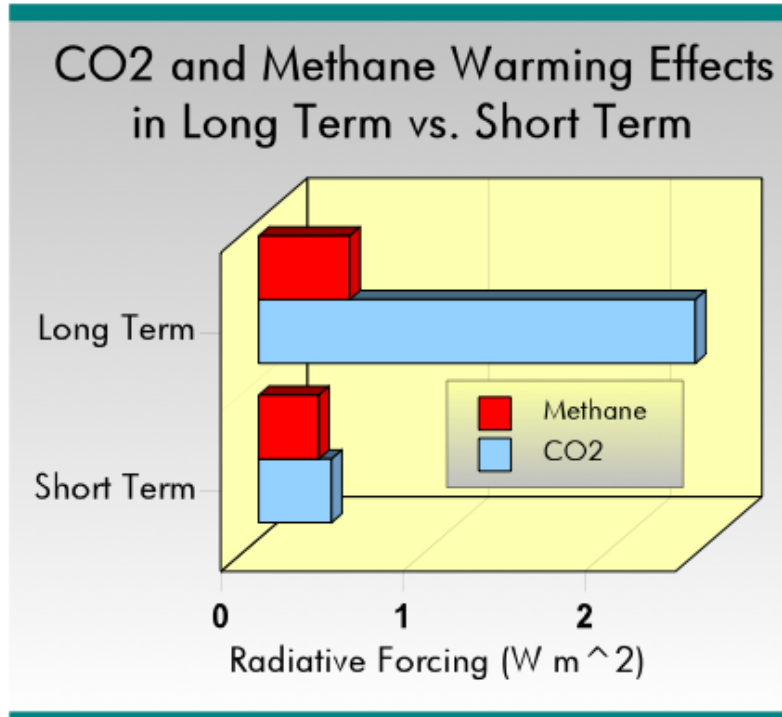 CO2 and Methane Warming Effects
in Long Term vs. Short Term
Long Term
Methane
CO2
Short Term
0 1 2
Radiative Forcing (W m^2)